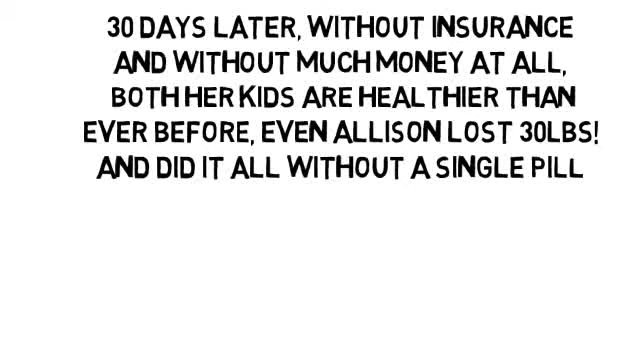 30 DAYS LATER, WITHOUT INSURANCE
AND WITHOUT MUCH MONEY AT ALL,
BOTH HER KIDS ARE HEALTHIER THAN
EVER BEFORE, EVEN ALLISON LOST 30LBS!
AND DID IT ALL WITHOUT A SINGLE PILL